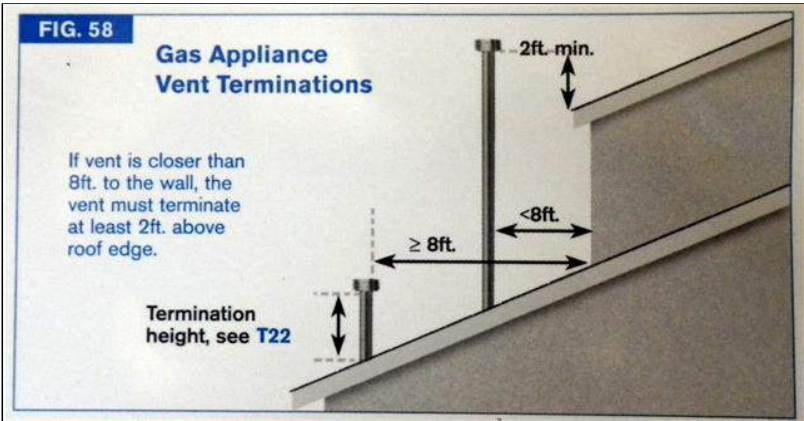 FIG. 58
Gas Appliance
Vent Terminations
2ft. min.
If vent is closer than
8ft. to the wall, the
vent must terminate
at least 2ft. above
roof edge.
<8ft.
≥ 8ft.
Termination
height, see T22